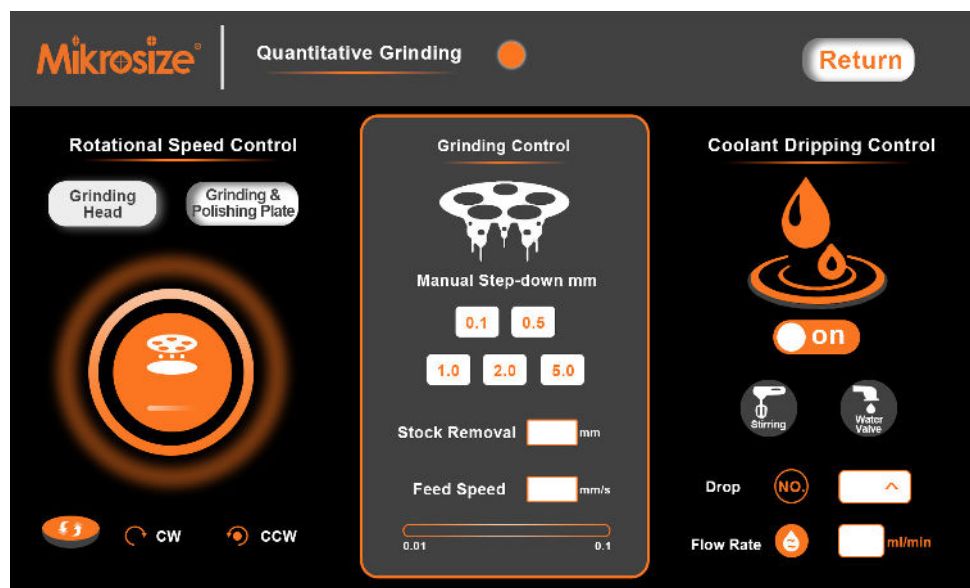 Mikrosize®
Quantitative Grinding
Return
Rotational Speed Control
Grinding
Head
Grinding &
Polishing Plate
CW
CCW
Grinding Control
Manual Step-down mm
0.1
0.5
1.0
2.0
5.0
Stock Removal mm
Feed Speed mm/s
0.01
0.1
Coolant Dripping Control
on
Stirring
Water
Valve
Drop NO.
Flow Rate ml/min